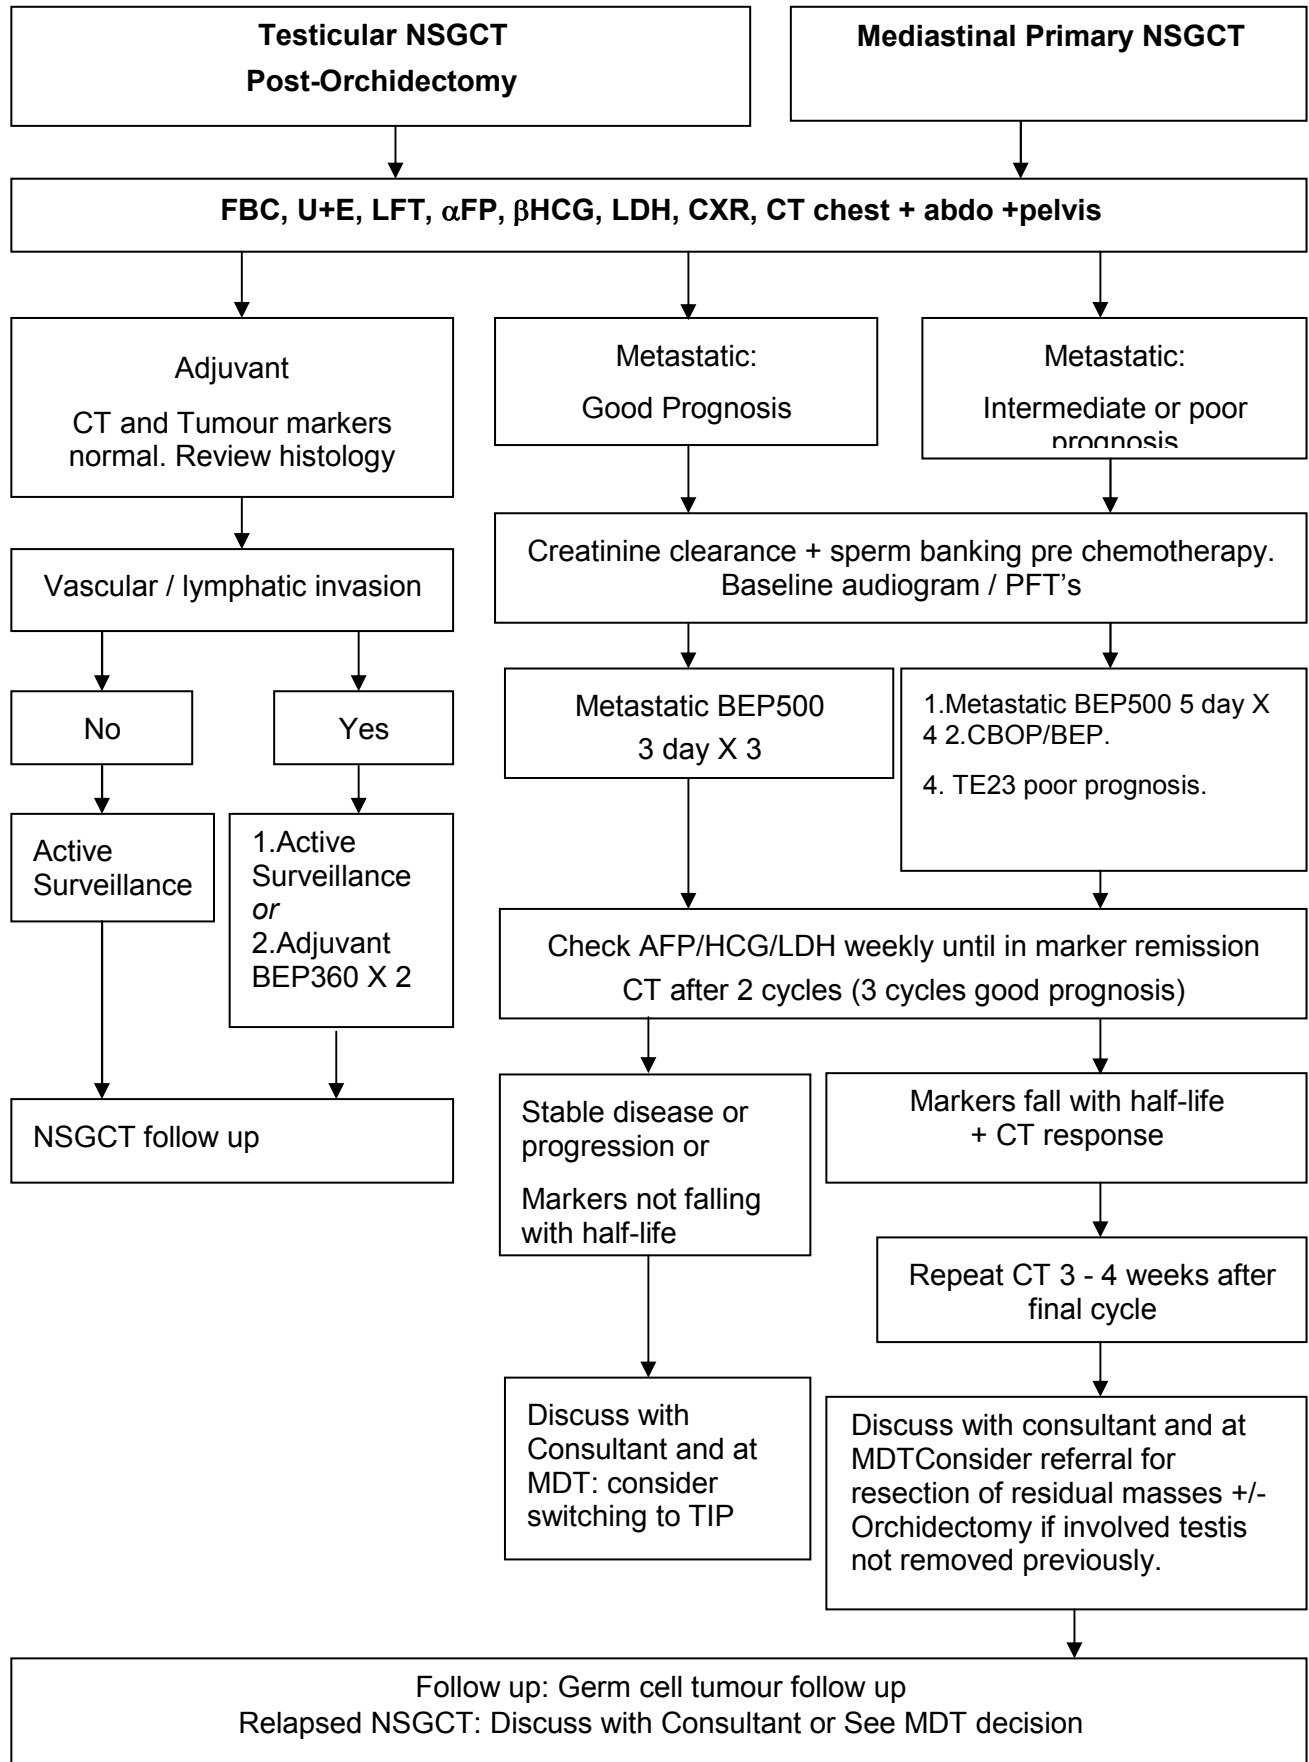 Testicular NSGCT
Post-Orchidectomy
Mediastinal Primary NSGCT
FBC, U+E, LFT, αFP, βHCG, LDH, CXR, CT chest + abdo +pelvis
Adjuvant
CT and Tumour markers
normal. Review histology
Metastatic:
Good Prognosis
Metastatic:
Intermediate or poor
prognosis
Vascular / lymphatic invasion
Creatinine clearance + sperm banking pre chemotherapy.
Baseline audiogram / PFT's
No
Yes
Metastatic BEP500
3 day X 3
1.Metastatic BEP500 5 day X
4 2.CBOP/BEP.
4. TE23 poor prognosis.
Active
Surveillance
1.Active
Surveillance
or
2.Adjuvant
BEP360 X 2
Check AFP/HCG/LDH weekly until in marker remission
CT after 2 cycles (3 cycles good prognosis)
NSGCT follow up
Stable disease or
progression or
Markers not falling
with half-life
Markers fall with half-life
+ CT response
Repeat CT 3 - 4 weeks after
final cycle
Discuss with
Consultant and at
MDT: consider
switching to TIP
Discuss with consultant and at
MDTConsider referral for
resection of residual masses +/-
Orchidectomy if involved testis
not removed previously.
Follow up: Germ cell tumour follow up
Relapsed NSGCT: Discuss with Consultant or See MDT decision